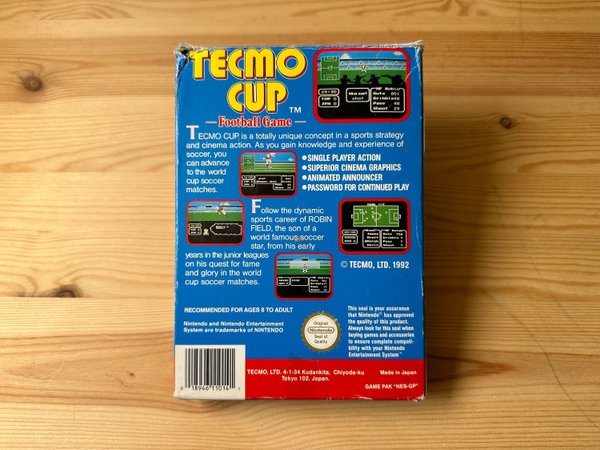 TECMO
CUP ™
Football Game
TECMO CUP is a totally unique concept in a sports strategy
and cinema action. As you gain knowledge and experience of
soccer, you
can advance
to the world
cup soccer
matches.
• SINGLE PLAYER ACTION
• SUPERIOR CINEMA GRAPHICS
• ANIMATED ANNOUNCER
• PASSWORD FOR CONTINUED PLAY
Follow the dynamic
sports career of ROBIN
FIELD, the son of a
world famous soccer
star, from his early
years in the junior leagues
on his quest for fame
and glory in the world
cup soccer matches.
© TECMO, LTD. 1992
RECOMMENDED FOR AGES 8 TO ADULT
Nintendo and Nintendo Entertainment
System are trademarks of NINTENDO
Original
Nintendo
Seal of
Quality
This seal is your assurance
that Nintendo™ has approved
the quality of this product.
Always look for this seal when
buying games and accessories
to ensure complete compati-
bility with your Nintendo
Entertainment System™
TECMO, LTD. 4-1-34 Kudankita, Chiyoda-ku
Tokyo 102, Japan.
Made in Japan
GAME PAK "NES-GP"
0 18946 11014 1